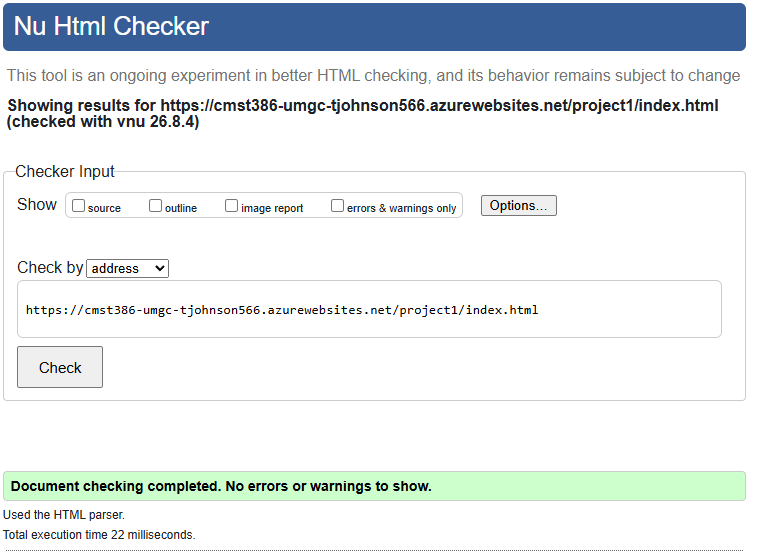 Nu Html Checker
This tool is an ongoing experiment in better HTML checking, and its behavior remains subject to change
Showing results for https://cmst386-umgc-tjohnson566.azurewebsites.net/project1/index.html
(checked with vnu 26.8.4)
Checker Input
Show source outline image report errors & warnings only Options...
Check by address
https://cmst386-umgc-tjohnson566.azurewebsites.net/project1/index.html
Check
Document checking completed. No errors or warnings to show.
Used the HTML parser.
Total execution time 22 milliseconds.